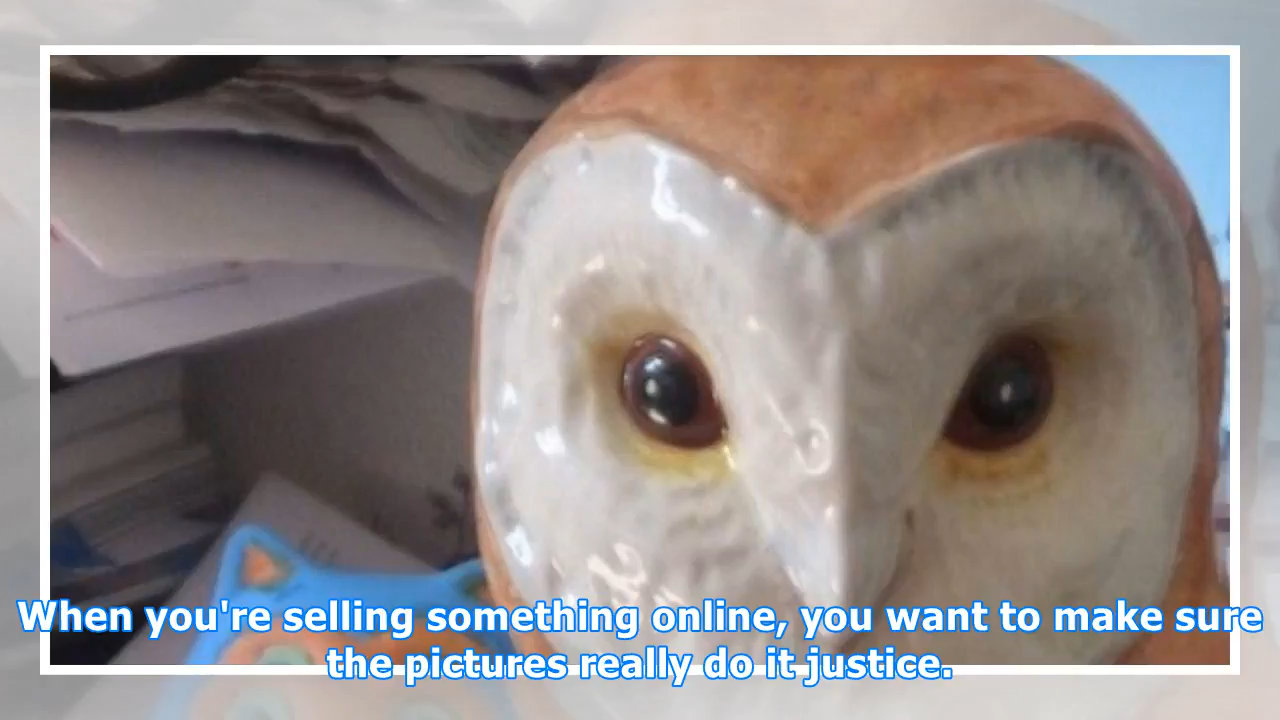 When you're selling something online, you want to make sure
the pictures really do it justice.